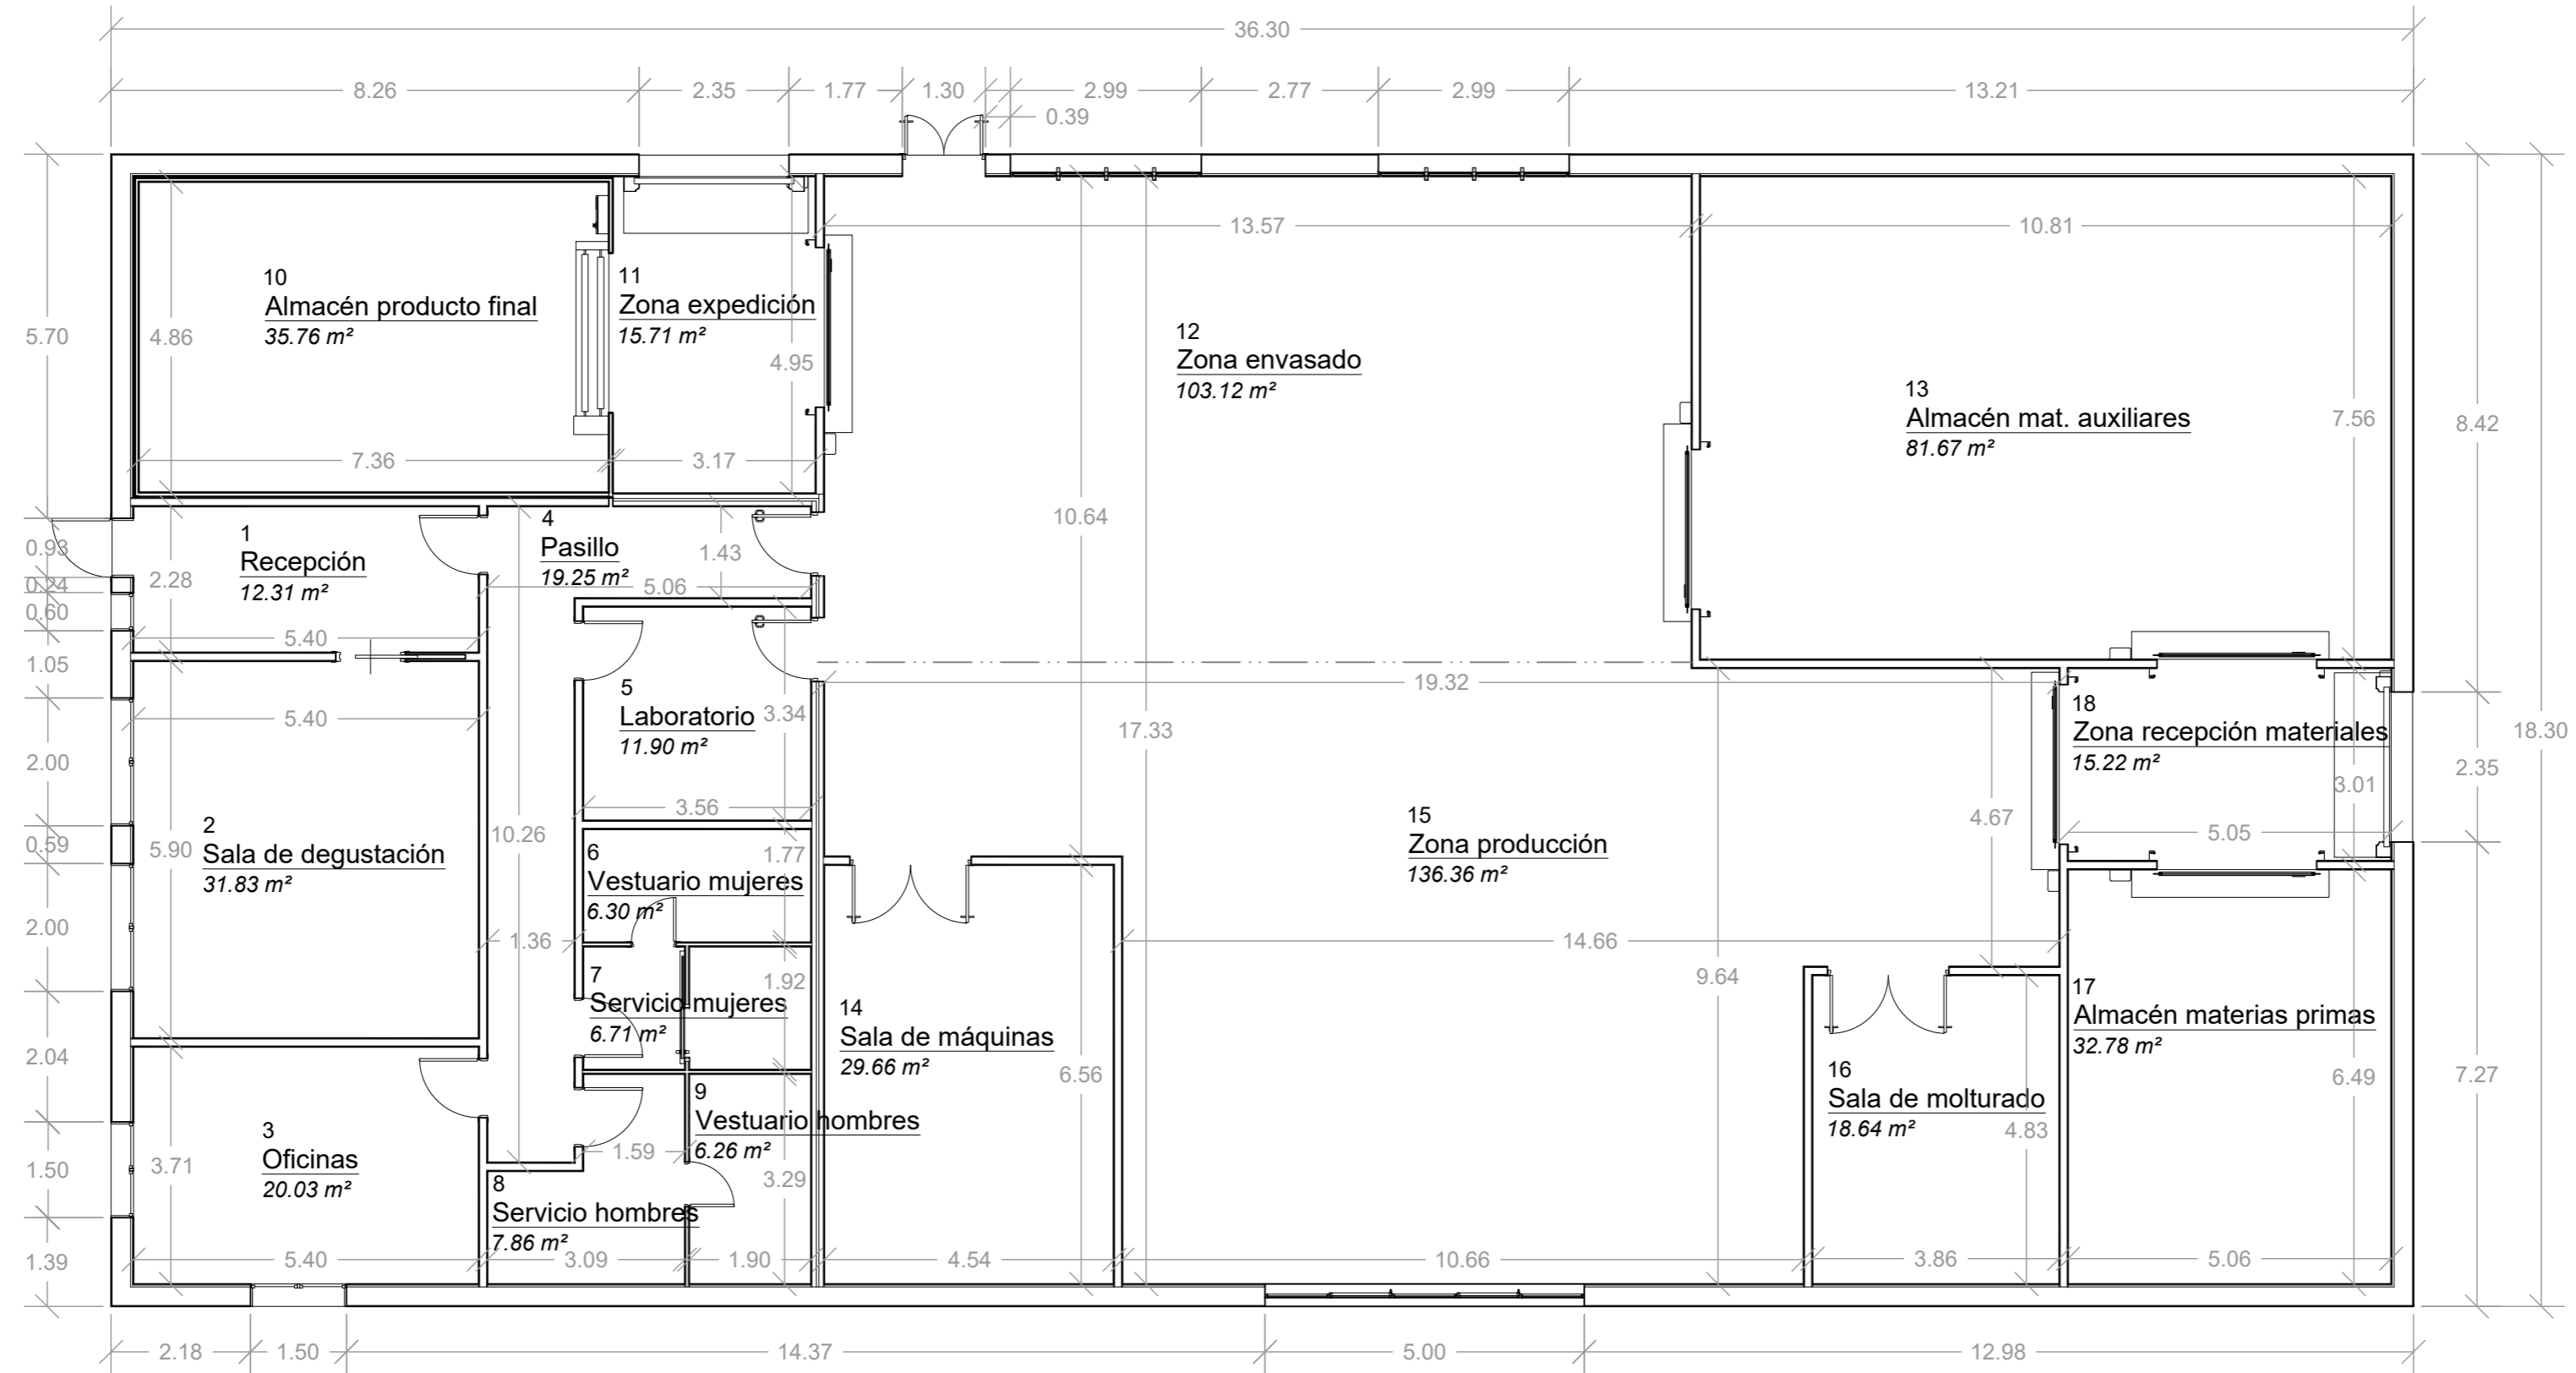 36.30
8.26
2.35
1.77
1.30
2.99
2.77
2.99
13.21
0.39
5.70
0.93
0.24
0.60
1.05
2.00
0.59
2.00
2.04
1.50
1.39
10
Almacén producto final
35.76 m²
4.86
7.36
11
Zona expedición
15.71 m²
4.95
3.17
12
Zona envasado
103.12 m²
13.57
10.64
17.33
13
Almacén mat. auxiliares
81.67 m²
10.81
7.56
8.42
18.30
2.35
7.27
1
Recepción
12.31 m²
2.28
5.40
4
Pasillo
19.25 m²
1.43
5.06
10.26
1.36
2
Sala de degustación
31.83 m²
5.40
5.90
5
Laboratorio
11.90 m²
3.34
3.56
6
Vestuario mujeres
6.30 m²
1.77
7
Servicio mujeres
6.71 m²
1.92
3
Oficinas
20.03 m²
3.71
5.40
8
Servicio hombres
7.86 m²
1.59
3.09
9
Vestuario hombres
6.26 m²
3.29
1.90
14
Sala de máquinas
29.66 m²
6.56
4.54
15
Zona producción
136.36 m²
19.32
4.67
14.66
9.64
10.66
16
Sala de molturado
18.64 m²
4.83
3.86
17
Almacén materias primas
32.78 m²
6.49
5.06
18
Zona recepción materiales
15.22 m²
3.01
5.05
2.18
1.50
14.37
5.00
12.98